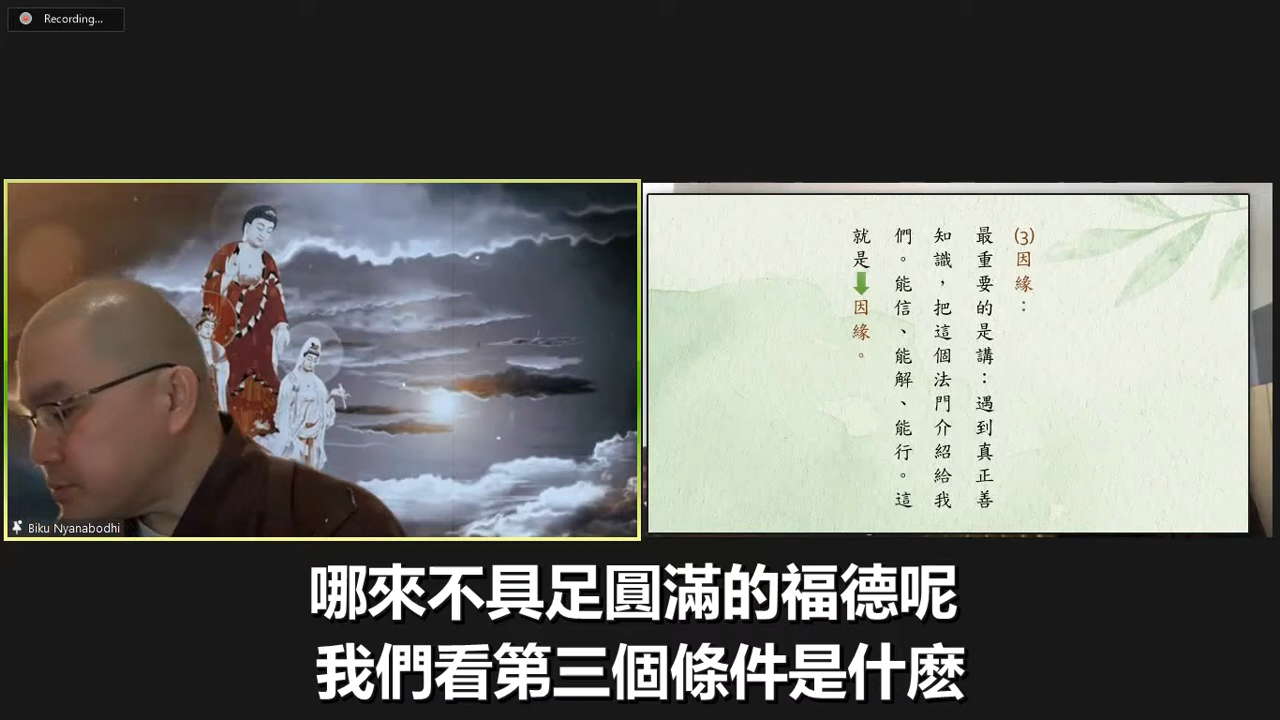 Recording...
Biku Nyanabodhi
(3)因緣：
最重要的是講：遇到真正善
知識，把這個法門介紹給我
們。能信、能解、能行。這
就是因緣。
哪來不具足圓滿的福德呢
我們看第三個條件是什麽